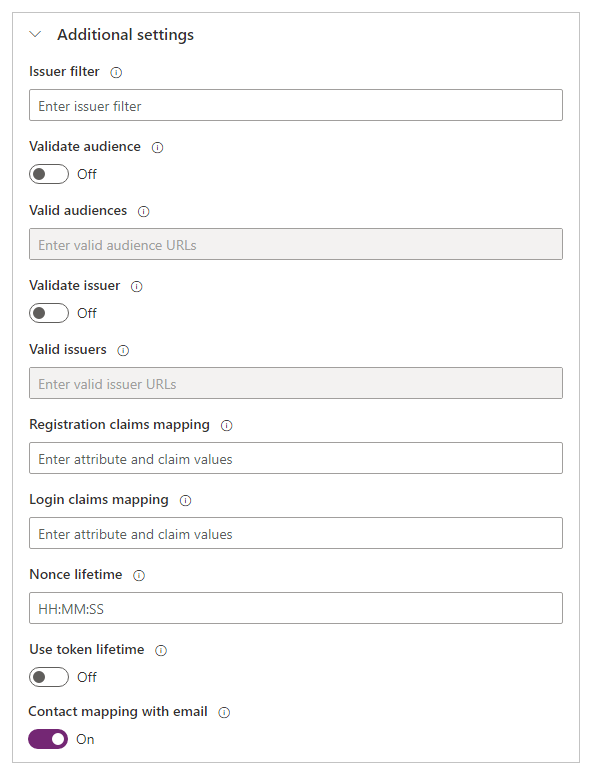 Additional settings
Issuer filter
Enter issuer filter
Validate audience
Off
Valid audiences
Enter valid audience URLs
Validate issuer
Off
Valid issuers
Enter valid issuer URLs
Registration claims mapping
Enter attribute and claim values
Login claims mapping
Enter attribute and claim values
Nonce lifetime
HH:MM:SS
Use token lifetime
Off
Contact mapping with email
On